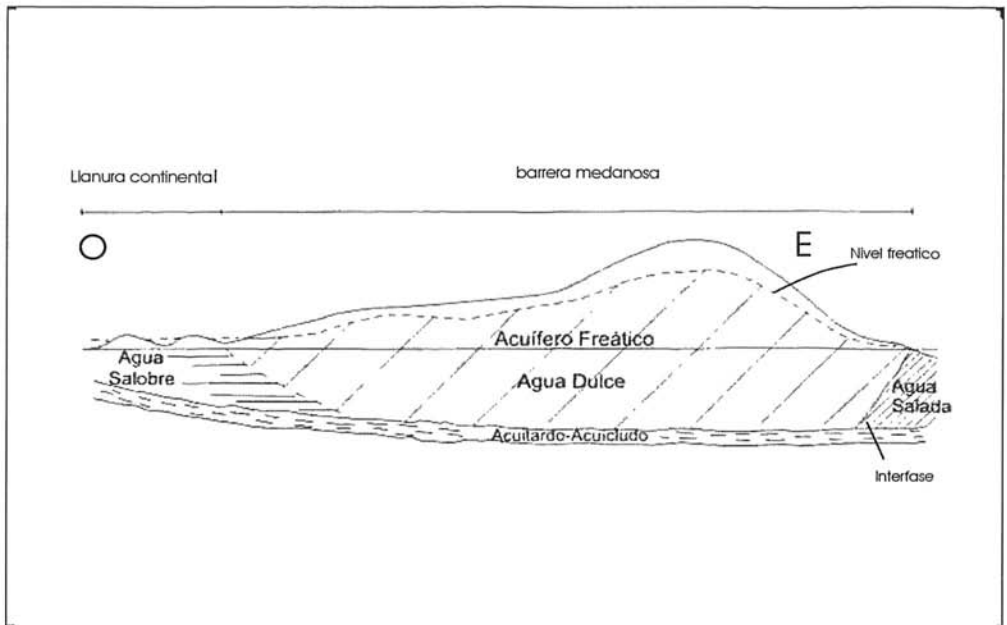 Llanura continental
barrera medanosa
O
E
Nivel freatico
Acuífero Freático
Agua
Salobre
Agua Dulce
Agua
Salada
Acuitardo-Acuicludo
Interfase